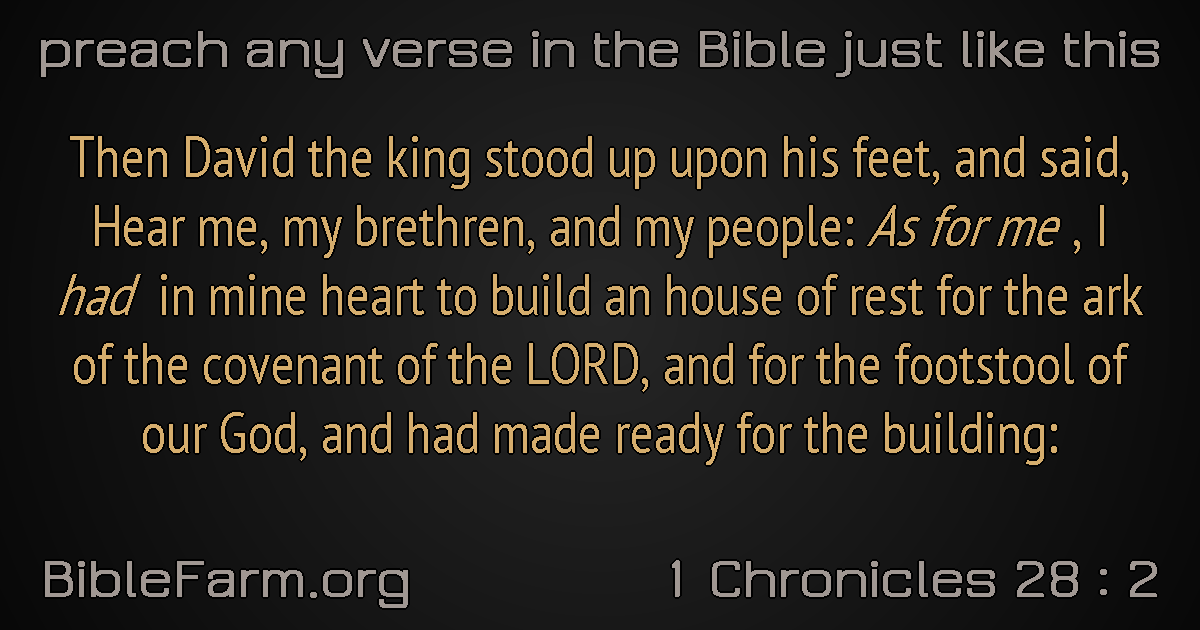 preach any verse in the Bible just like this
Then David the king stood up upon his feet, and said,
Hear me, my brethren, and my people: As for me , I
had in mine heart to build an house of rest for the ark
of the covenant of the LORD, and for the footstool of
our God, and had made ready for the building:
BibleFarm.org
1 Chronicles 28 : 2